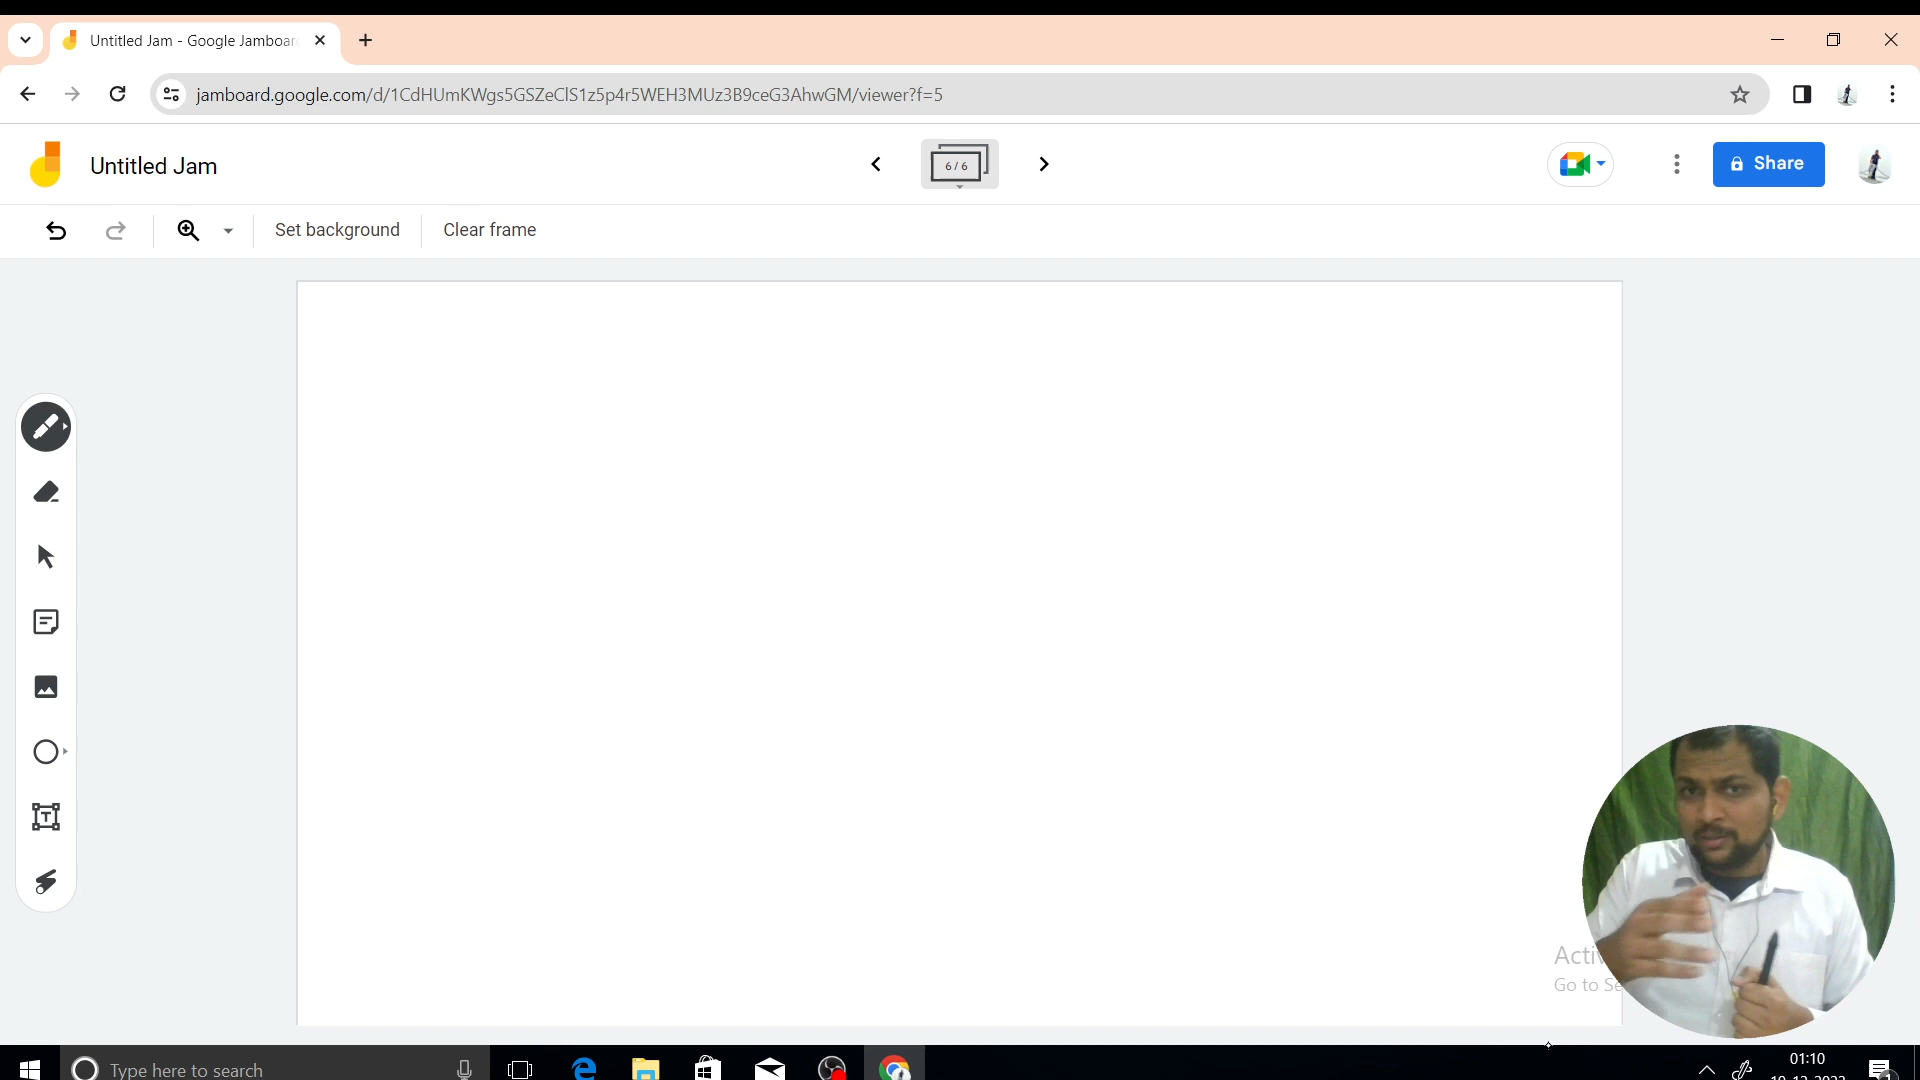 Untitled Jam - Google Jamboar
jamboard.google.com/d/1CdHUmKWgs5GSZeClS1z5p4r5WEH3MUz3B9ceG3AhwGM/viewer?f=5
Untitled Jam
6 / 6
Share
Set background
Clear frame
Go to Se
Type here to search
01:10